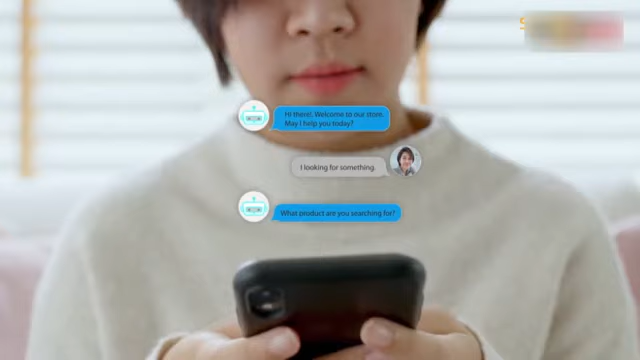 Hi there!. Welcome to our store.
May I help you today?
I looking for something.
What product are you searching for?